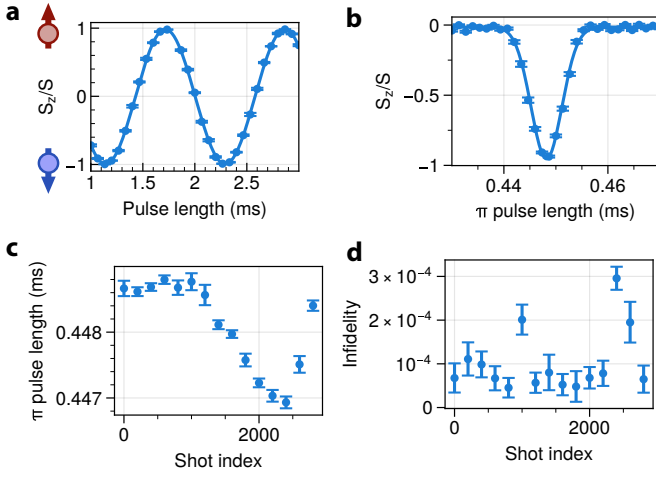 a
S_z/S
1
0
−1
1
1.5
2
2.5
Pulse length (ms)
b
S_z/S
0
−0.5
−1
0.44
0.46
π pulse length (ms)
c
π pulse length (ms)
0.448
0.447
0
2000
Shot index
d
Infidelity
3 × 10⁻⁴
2 × 10⁻⁴
10⁻⁴
0
0
2000
Shot index